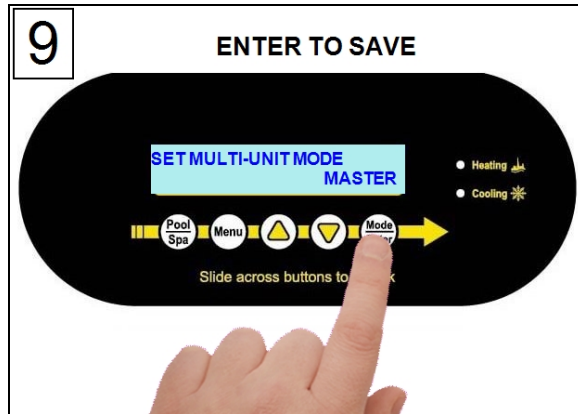 9
ENTER TO SAVE
SET MULTI-UNIT MODE
MASTER
Heating
Cooling
Pool
Spa
Menu
Mode
Slide across buttons to